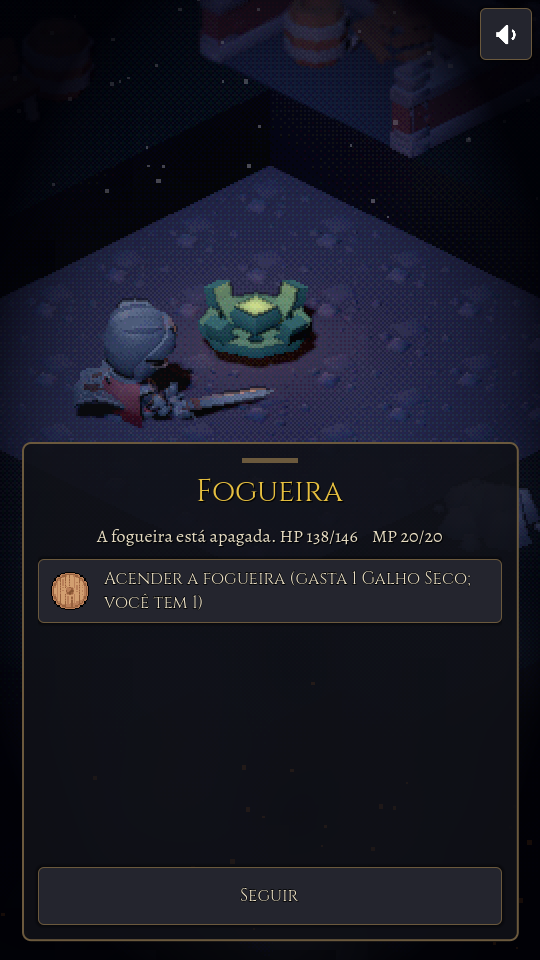 Fogueira
A fogueira está apagada. HP 138/146 MP 20/20
Acender a fogueira (gasta 1 Galho Seco;
você tem 1)
Seguir